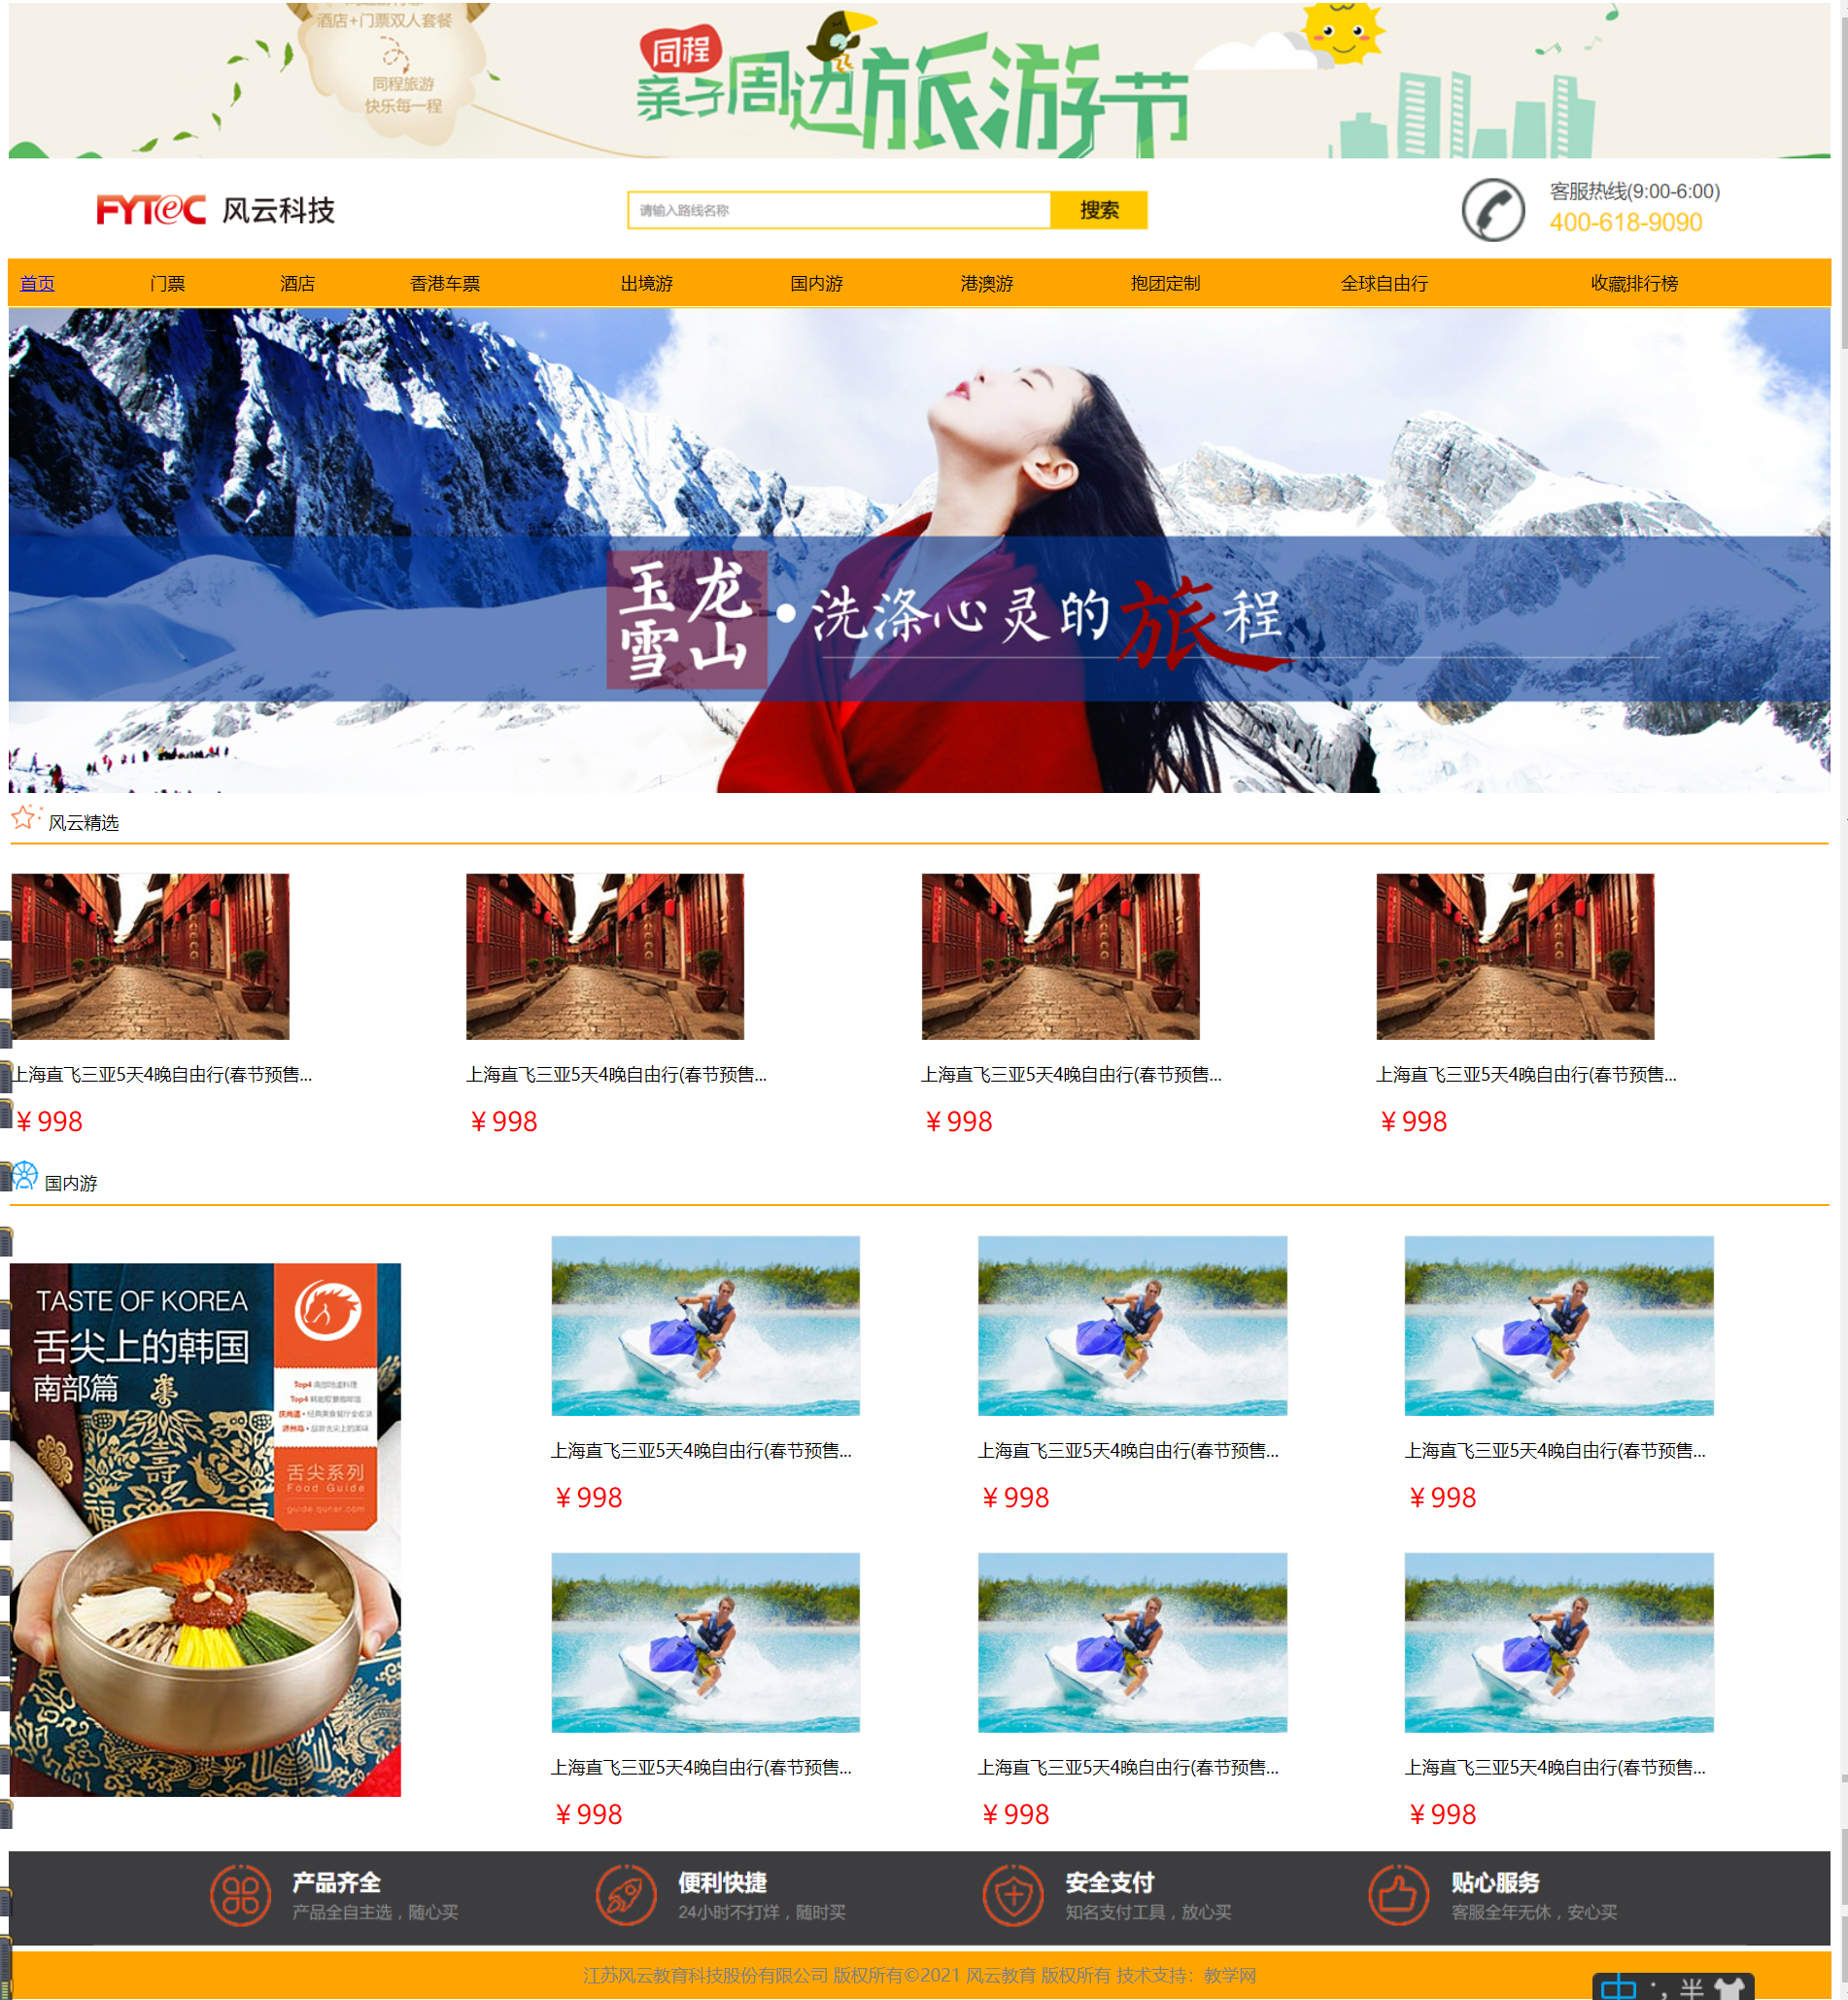 酒店+门票双人套餐
同程旅游
快乐每一程
同程
亲子周边旅游节
FYTeC 风云科技
请输入路线名称
搜索
客服热线(9:00-6:00)
400-618-9090
首页 门票 酒店 香港车票 出境游 国内游 港澳游 抱团定制 全球自由行 收藏排行榜
玉龙雪山·洗涤心灵的旅程
风云精选
上海直飞三亚5天4晚自由行(春节预售... 上海直飞三亚5天4晚自由行(春节预售... 上海直飞三亚5天4晚自由行(春节预售... 上海直飞三亚5天4晚自由行(春节预售...
¥998 ¥998 ¥998 ¥998
国内游
TASTE OF KOREA
舌尖上的韩国
南部篇
舌尖系列
Food Guide
guide.qunar.com
上海直飞三亚5天4晚自由行(春节预售... 上海直飞三亚5天4晚自由行(春节预售... 上海直飞三亚5天4晚自由行(春节预售...
¥998 ¥998 ¥998
上海直飞三亚5天4晚自由行(春节预售... 上海直飞三亚5天4晚自由行(春节预售... 上海直飞三亚5天4晚自由行(春节预售...
¥998 ¥998 ¥998
产品齐全 便利快捷 安全支付 贴心服务
产品全自主选，随心买 24小时不打烊，随时买 知名支付工具，放心买 客服全年无休，安心买
江苏风云教育科技股份有限公司 版权所有©2021 风云教育 版权所有 技术支持：教学网
中 ·, 半